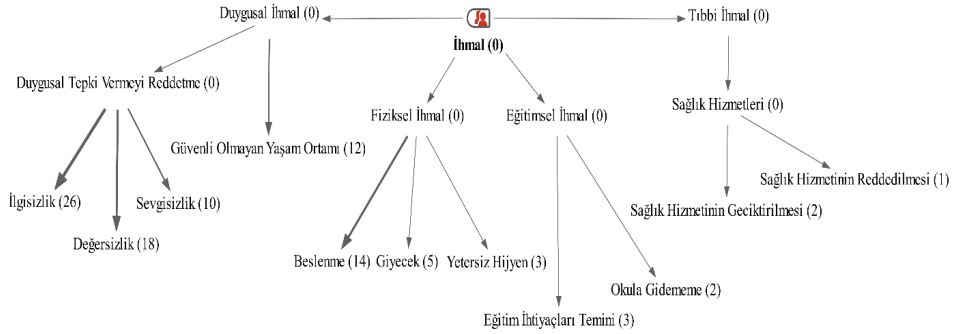 Duygusal İhmal (0)
Tıbbi İhmal (0)
İhmal (0)
Duygusal Tepki Vermeyi Reddetme (0)
Sağlık Hizmetleri (0)
Fiziksel İhmal (0)
Eğitimsel İhmal (0)
Güvenli Olmayan Yaşam Ortamı (12)
Sağlık Hizmetinin Reddedilmesi (1)
İlgisizlik (26)
Sevgisizlik (10)
Sağlık Hizmetinin Geciktirilmesi (2)
Değersizlik (18)
Beslenme (14)
Giyecek (5)
Yetersiz Hijyen (3)
Okula Gidememe (2)
Eğitim İhtiyaçları Temini (3)